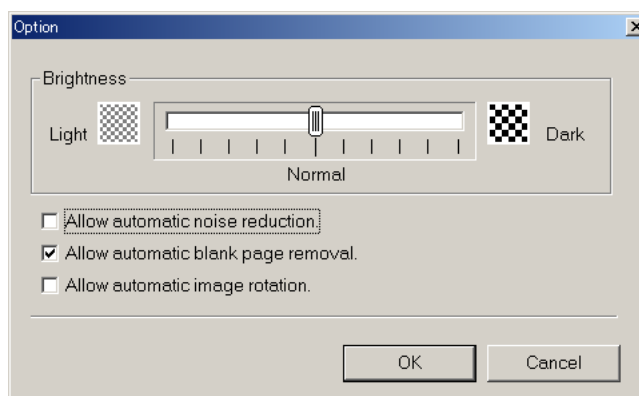 Option
Brightness
Light
Dark
Normal
Allow automatic noise reduction.
Allow automatic blank page removal.
Allow automatic image rotation.
OK
Cancel